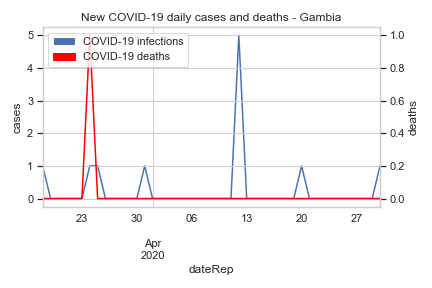 New COVID-19 daily cases and deaths - Gambia
COVID-19 infections
COVID-19 deaths
5
4
3
2
1
0
cases
1.0
0.8
0.6
0.4
0.2
0.0
deaths
23 30 06 13 20 27
Apr
2020
dateRep